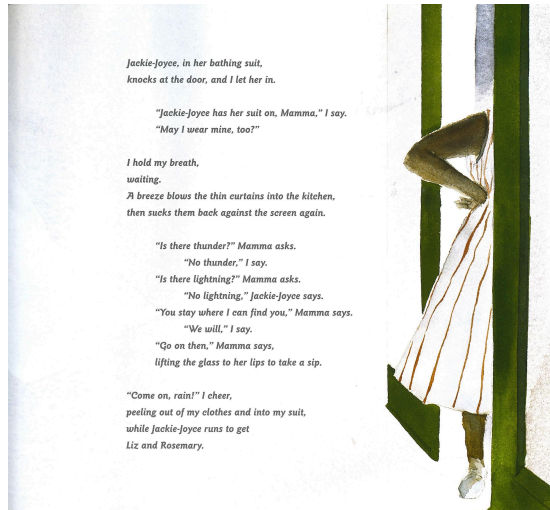 Jackie-Joyce, in her bathing suit,
knocks at the door, and I let her in.
“Jackie-Joyce has her suit on, Mamma,” I say.
“May I wear mine, too?”
I hold my breath,
waiting.
A breeze blows the thin curtains into the kitchen,
then sucks them back against the screen again.
“Is there thunder?” Mamma asks.
“No thunder,” I say.
“Is there lightning?” Mamma asks.
“No lightning,” Jackie-Joyce says.
“You stay where I can find you,” Mamma says.
“We will,” I say.
“Go on then,” Mamma says,
lifting the glass to her lips to take a sip.
“Come on, rain!” I cheer,
peeling out of my clothes and into my suit,
while Jackie-Joyce runs to get
Liz and Rosemary.